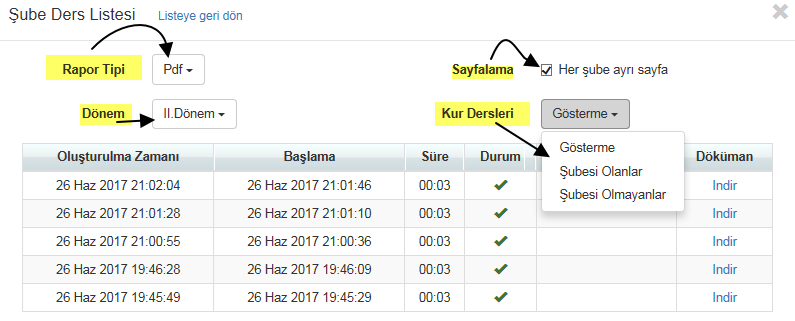 Şube Ders Listesi Listeye geri dön ×
Rapor Tipi Pdf Sayfalama Her şube ayrı sayfa
Dönem II.Dönem Kur Dersleri Gösterme
Gösterme
Şubesi Olanlar
Şubesi Olmayanlar
Oluşturulma Zamanı Başlama Süre Durum Döküman
26 Haz 2017 21:02:04 26 Haz 2017 21:01:46 00:03 ✔ Indir
26 Haz 2017 21:01:28 26 Haz 2017 21:01:10 00:03 ✔ Indir
26 Haz 2017 21:00:55 26 Haz 2017 21:00:36 00:03 ✔ Indir
26 Haz 2017 19:46:28 26 Haz 2017 19:46:09 00:03 ✔ Indir
26 Haz 2017 19:45:49 26 Haz 2017 19:45:29 00:03 ✔ Indir